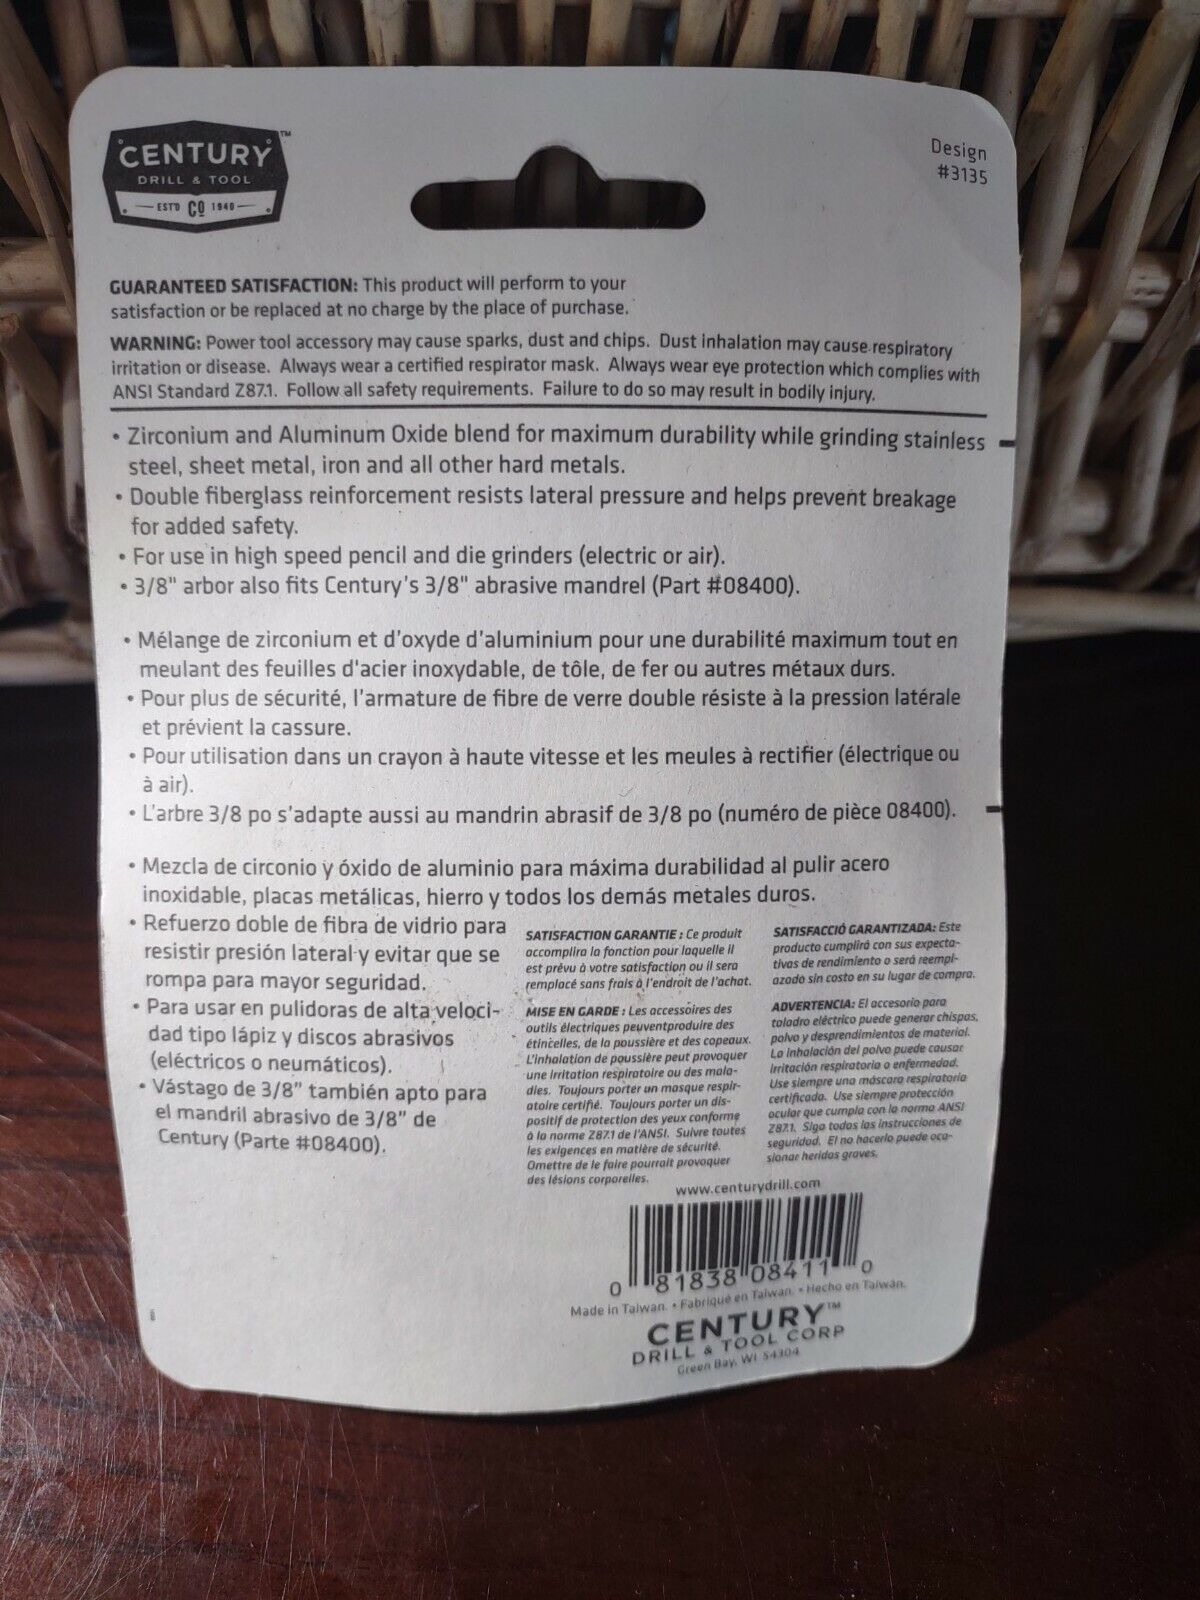 CENTURY™
DRILL & TOOL
EST'D CO 1940
Design
#3135
GUARANTEED SATISFACTION: This product will perform to your
satisfaction or be replaced at no charge by the place of purchase.
WARNING: Power tool accessory may cause sparks, dust and chips. Dust inhalation may cause respiratory
irritation or disease. Always wear a certified respirator mask. Always wear eye protection which complies with
ANSI Standard Z87.1. Follow all safety requirements. Failure to do so may result in bodily injury.
• Zirconium and Aluminum Oxide blend for maximum durability while grinding stainless
steel, sheet metal, iron and all other hard metals.
• Double fiberglass reinforcement resists lateral pressure and helps prevent breakage
for added safety.
• For use in high speed pencil and die grinders (electric or air).
• 3/8" arbor also fits Century's 3/8" abrasive mandrel (Part #08400).
• Mélange de zirconium et d'oxyde d'aluminium pour une durabilité maximum tout en
meulant des feuilles d'acier inoxydable, de tôle, de fer ou autres métaux durs.
• Pour plus de sécurité, l'armature de fibre de verre double résiste à la pression latérale
et prévient la cassure.
• Pour utilisation dans un crayon à haute vitesse et les meules à rectifier (électrique ou
à air).
• L'arbre 3/8 po s'adapte aussi au mandrin abrasif de 3/8 po (numéro de pièce 08400).
• Mezcla de circonio y óxido de aluminio para máxima durabilidad al pulir acero
inoxidable, placas metálicas, hierro y todos los demás metales duros.
• Refuerzo doble de fibra de vidrio para
resistir presión lateral y evitar que se
rompa para mayor seguridad.
• Para usar en pulidoras de alta veloci-
dad tipo lápiz y discos abrasivos
(eléctricos o neumáticos).
• Vástago de 3/8" también apto para
el mandril abrasivo de 3/8" de
Century (Parte #08400).
SATISFACTION GARANTIE : Ce produit
accomplira la fonction pour laquelle il
est prévu à votre satisfaction ou il sera
remplacé sans frais à l'endroit de l'achat.
MISE EN GARDE : Les accessoires des
outils électriques peuventproduire des
étincelles, de la poussière et des copeaux.
L'inhalation de poussière peut provoquer
une irritation respiratoire ou des mala-
dies. Toujours porter un masque respir-
atoire certifié. Toujours porter un dis-
positif de protection des yeux conforme
à la norme Z87.1 de l'ANSI. Suivre toutes
les exigences en matière de sécurité.
Omettre de le faire pourrait provoquer
des lésions corporelles.
SATISFACCIÓ GARANTIZADA: Este
producto cumplirá con sus expecta-
tivas de rendimiento o será reempl-
azado sin costo en su lugar de compra.
ADVERTENCIA: El accesorio para
taladro eléctrico puede generar chispas,
polvo y desprendimientos de material.
La inhalación del polvo puede causar
irritación respiratoria o enfermedad.
Use siempre una máscara respiratoria
certificada. Use siempre protección
ocular que cumpla con la norma ANSI
Z87.1. Siga todas las instrucciones de
seguridad. El no hacerlo puede oca-
sionar heridas graves.
www.centurydrill.com
0 81838 08411 0
Made in Taiwan. • Fabriqué en Taiwan. • Hecho en Taiwán.
CENTURY™
DRILL & TOOL CORP
Green Bay, WI 54304